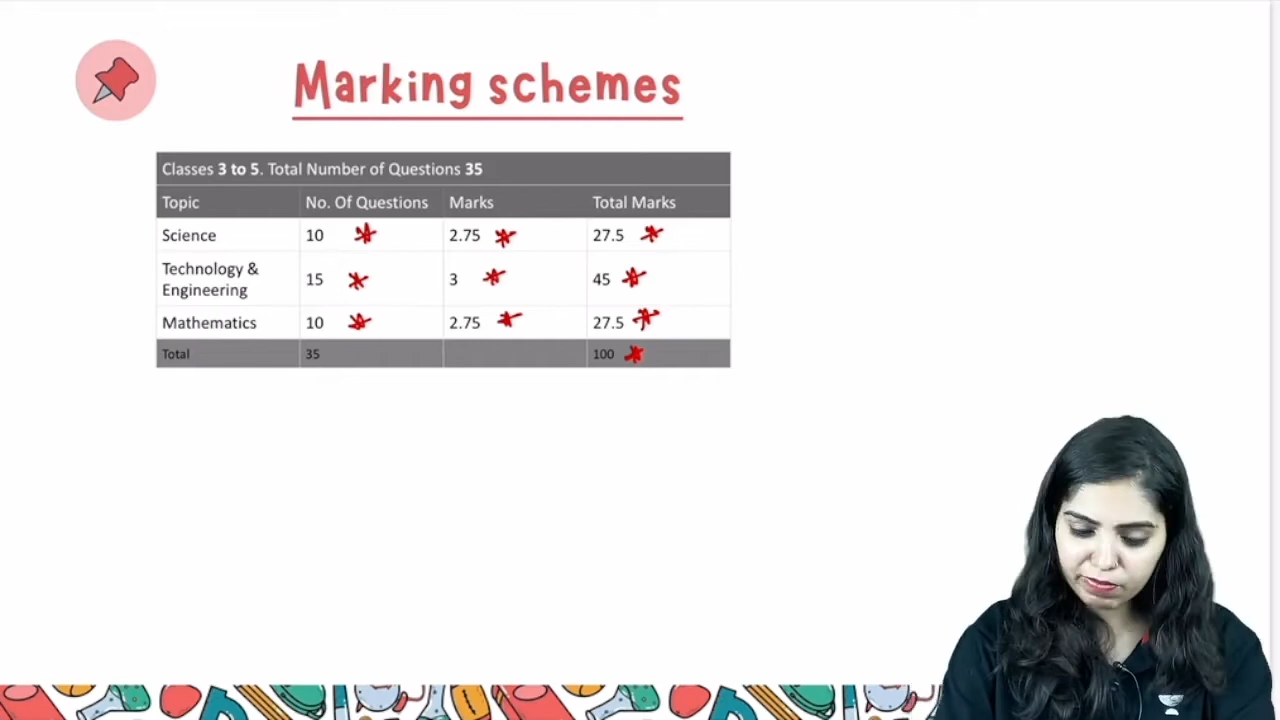 Marking schemes
Classes 3 to 5. Total Number of Questions 35
Topic No. Of Questions Marks Total Marks
Science 10 2.75 27.5
Technology &
Engineering 15 3 45
Mathematics 10 2.75 27.5
Total 35 100